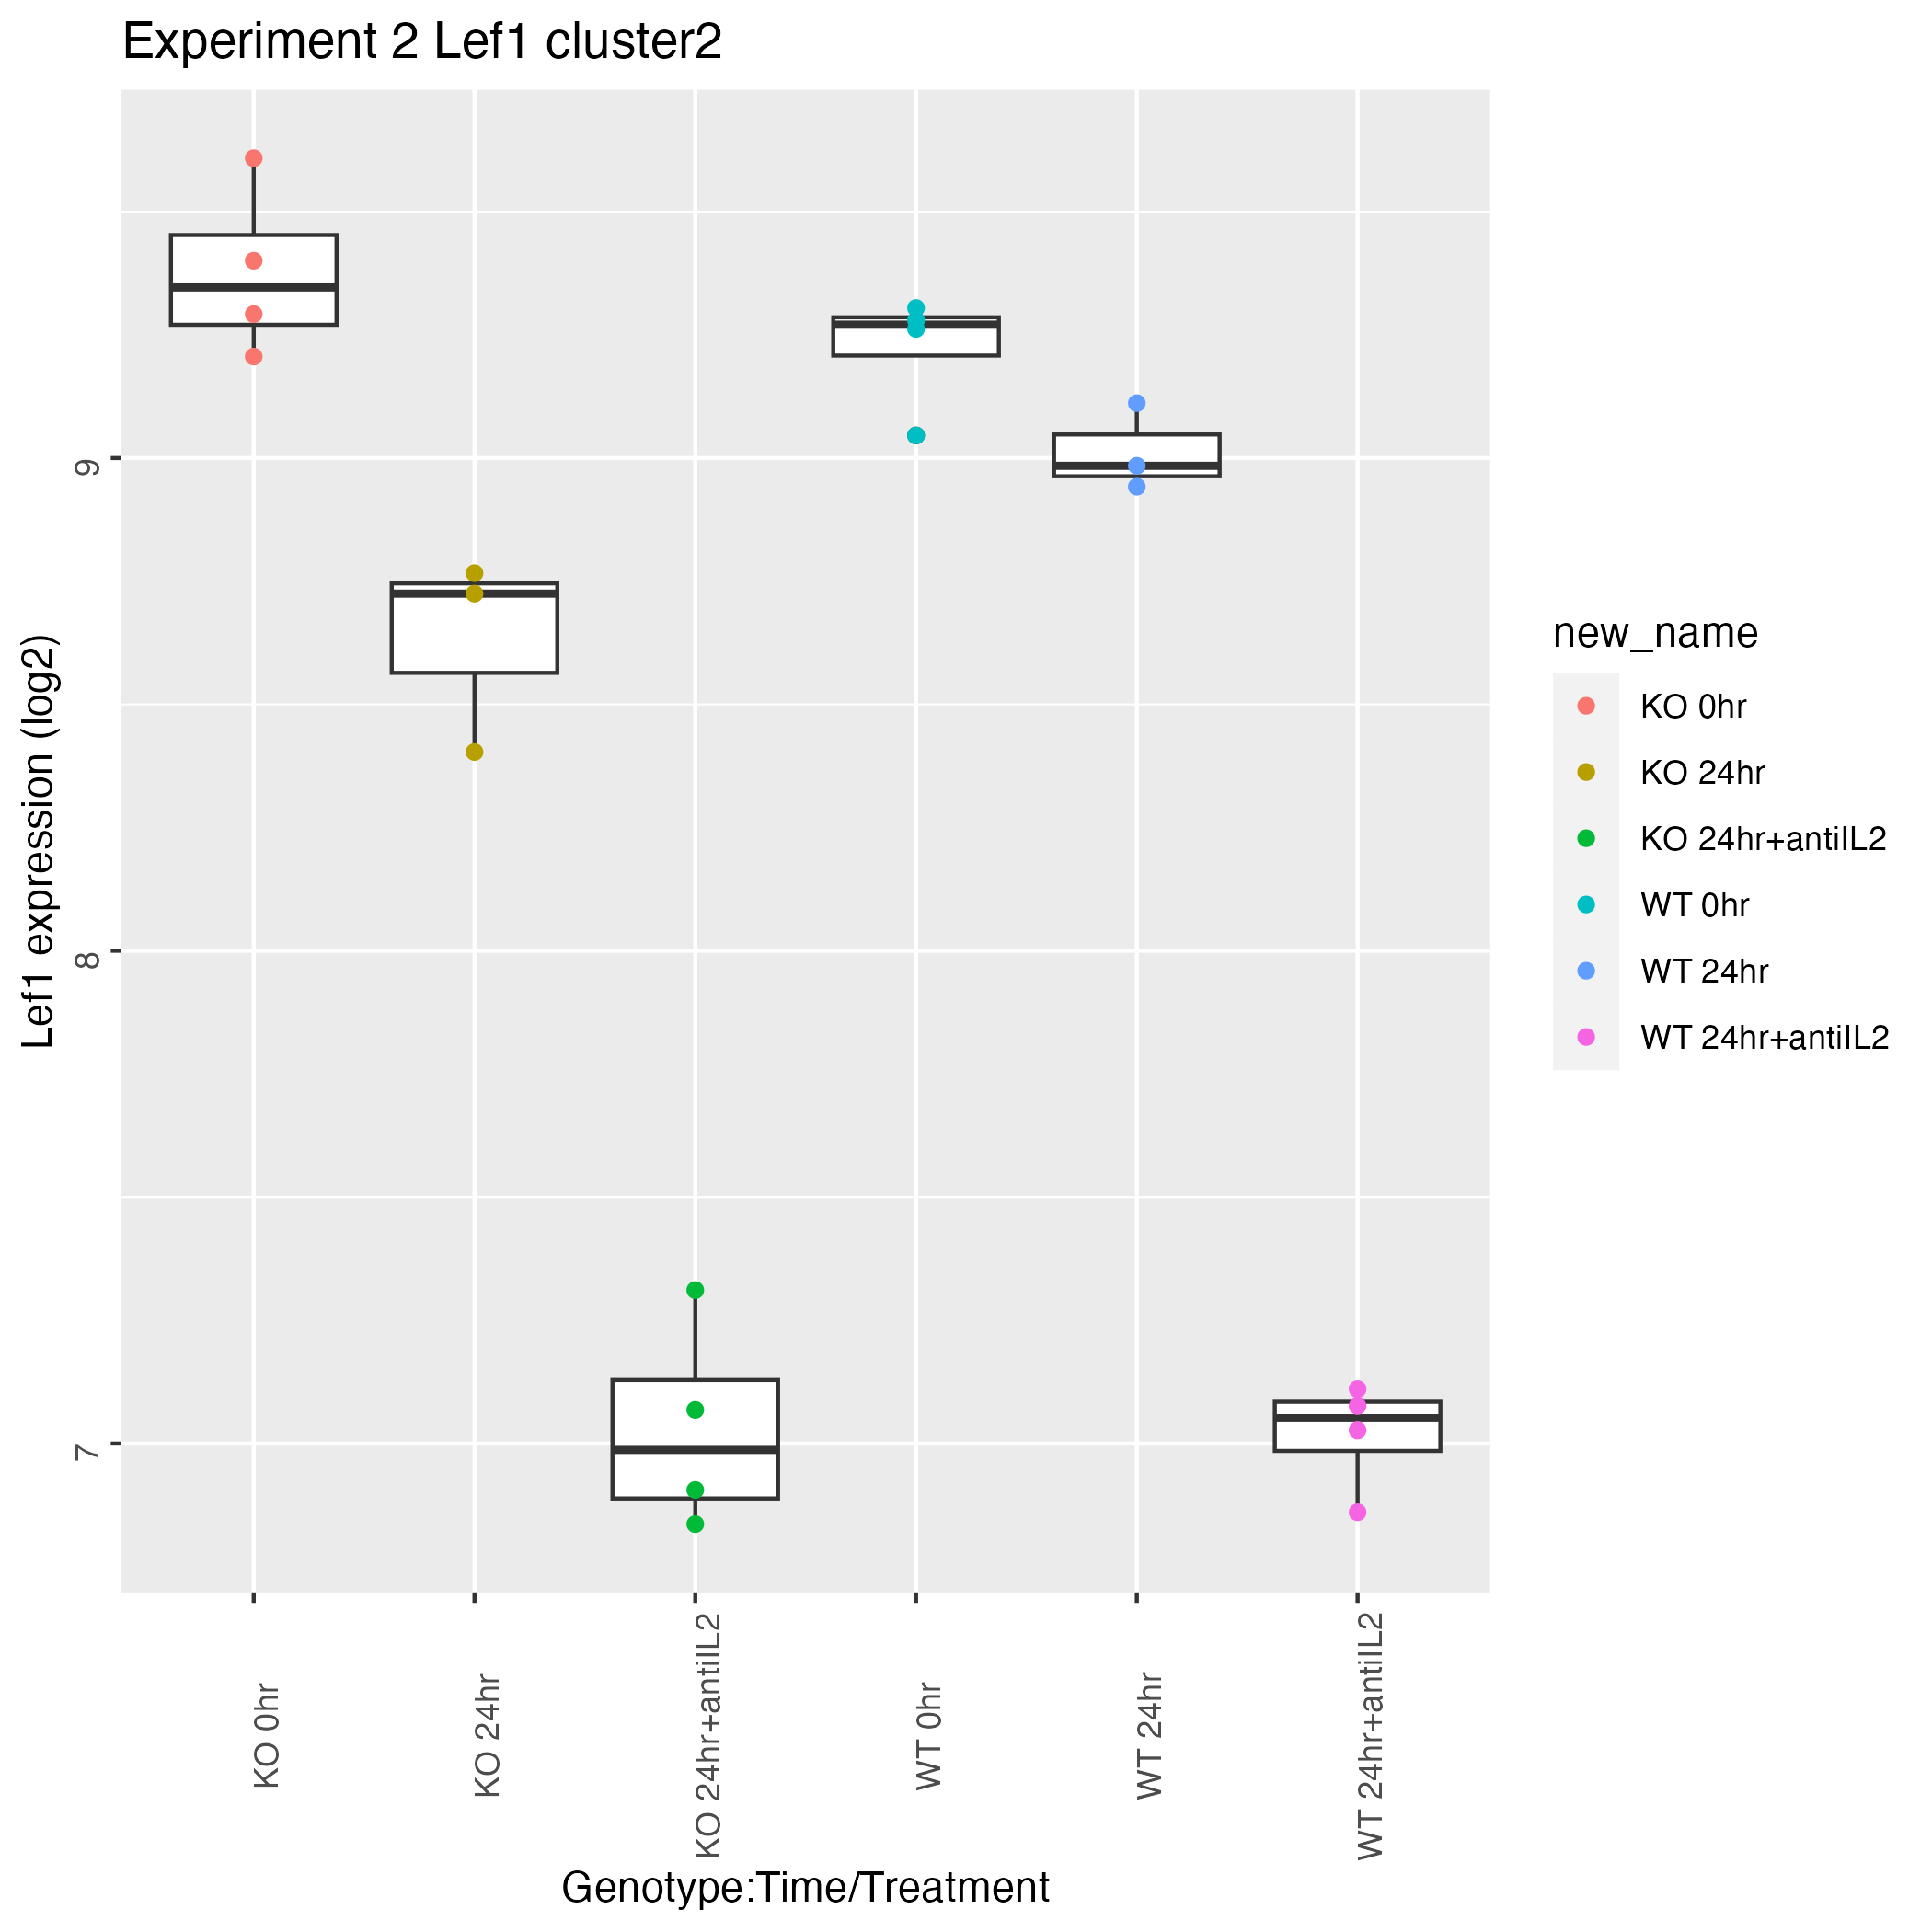 Experiment 2 Lef1 cluster2
Lef1 expression (log2)
9
8
7
KO 0hr
KO 24hr
KO 24hr+antiIL2
WT 0hr
WT 24hr
WT 24hr+antiIL2
Genotype:Time/Treatment
new_name
KO 0hr
KO 24hr
KO 24hr+antiIL2
WT 0hr
WT 24hr
WT 24hr+antiIL2